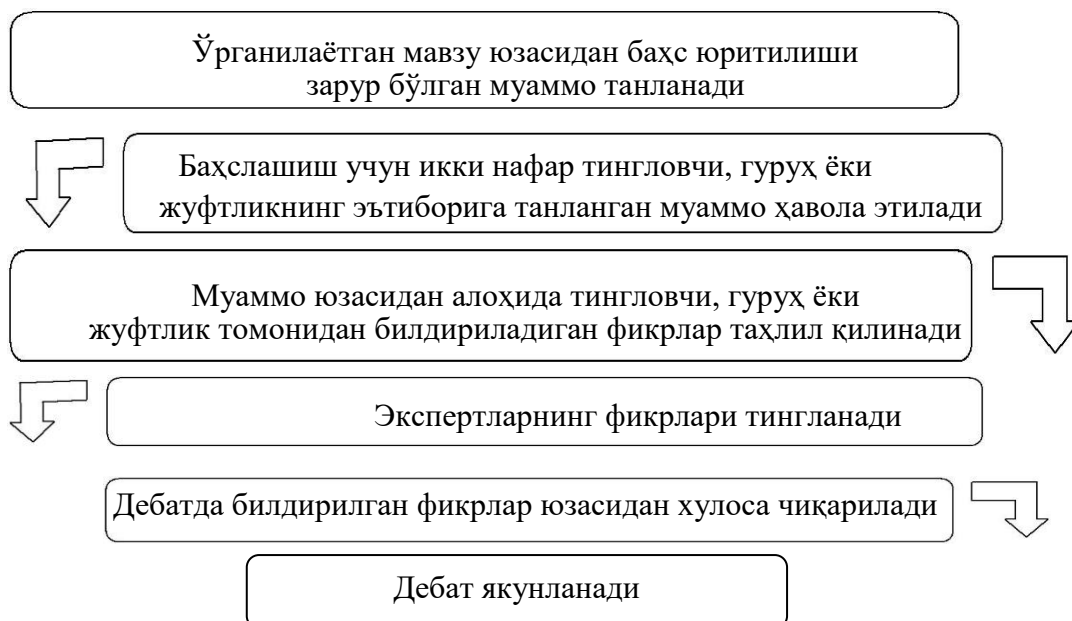 Ўрганилаётган мавзу юзасидан баҳс юритилиши
зарур бўлган муаммо танланади
Баҳслашиш учун икки нафар тингловчи, гуруҳ ёки
жуфтликнинг эътиборига танланган муаммо ҳавола этилади
Муаммо юзасидан алоҳида тингловчи, гуруҳ ёки
жуфтлик томонидан билдириладиган фикрлар таҳлил қилинади
Экспертларнинг фикрлари тингланади
Дебатда билдирилган фикрлар юзасидан хулоса чиқарилади
Дебат якунланади